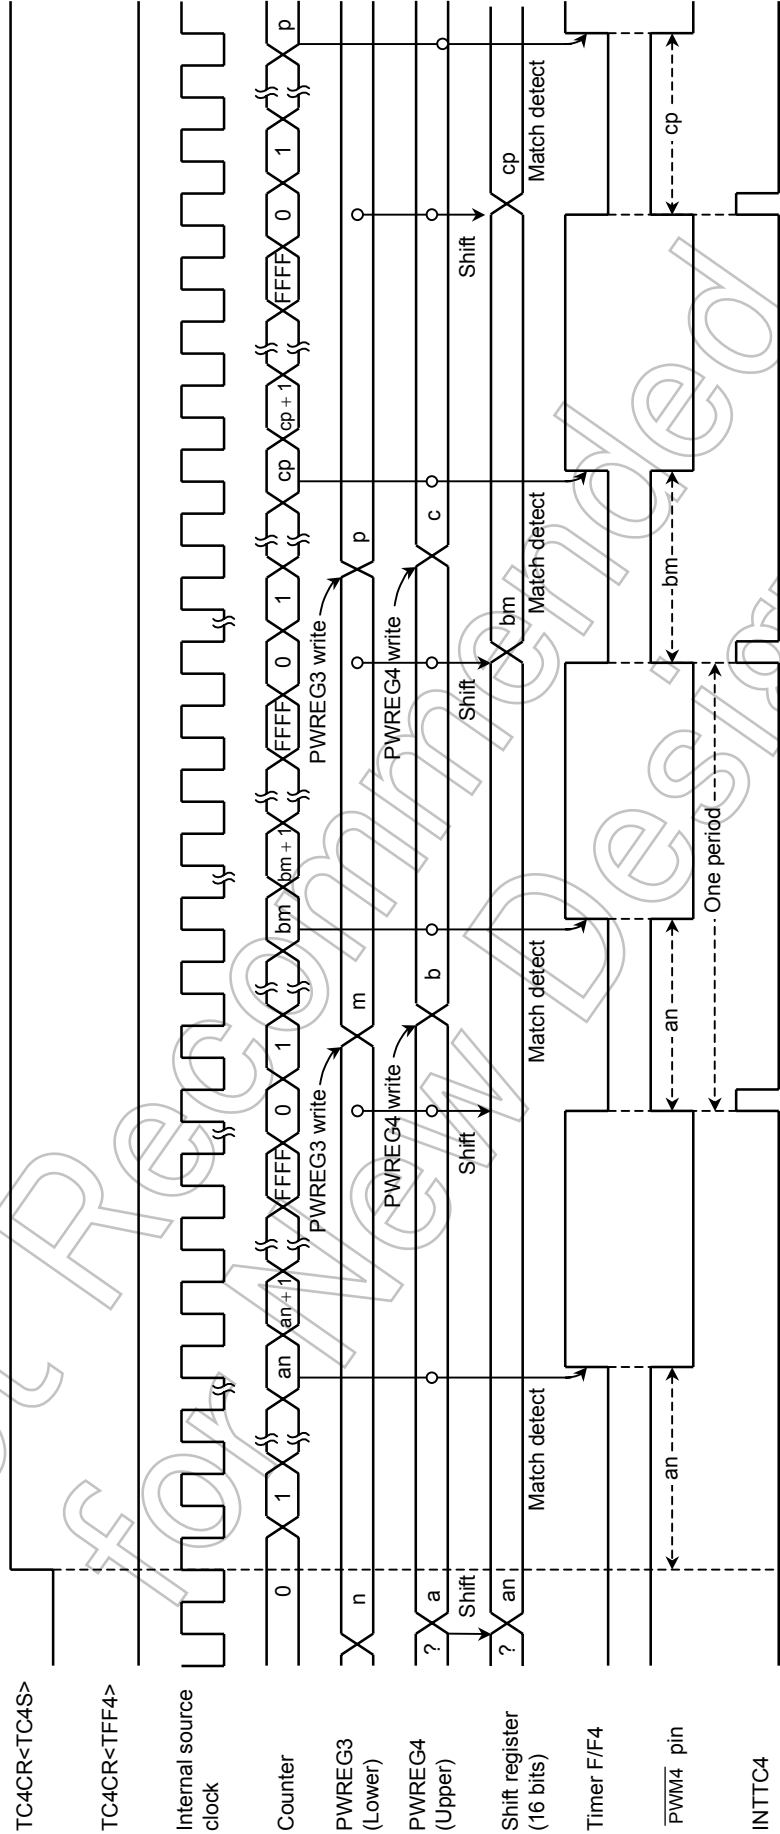 TC4CR<TC4S>
TC4CR<TFF4>
Internal source
clock
Counter 0 1 an an + 1 FFFF 0 1 bm bm + 1 FFFF 0 1 cp cp + 1 FFFF 0 1 p
PWREG3 write PWREG3 write
PWREG3
(Lower) n m p
PWREG4 write PWREG4 write
PWREG4
(Upper) ? a b c
Shift Shift Shift Shift
Shift register
(16 bits) ? an bm cp
Match detect Match detect Match detect Match detect
Timer F/F4
PWM4 pin an an bm cp
One period
INTTC4
Recommended
for New Desig